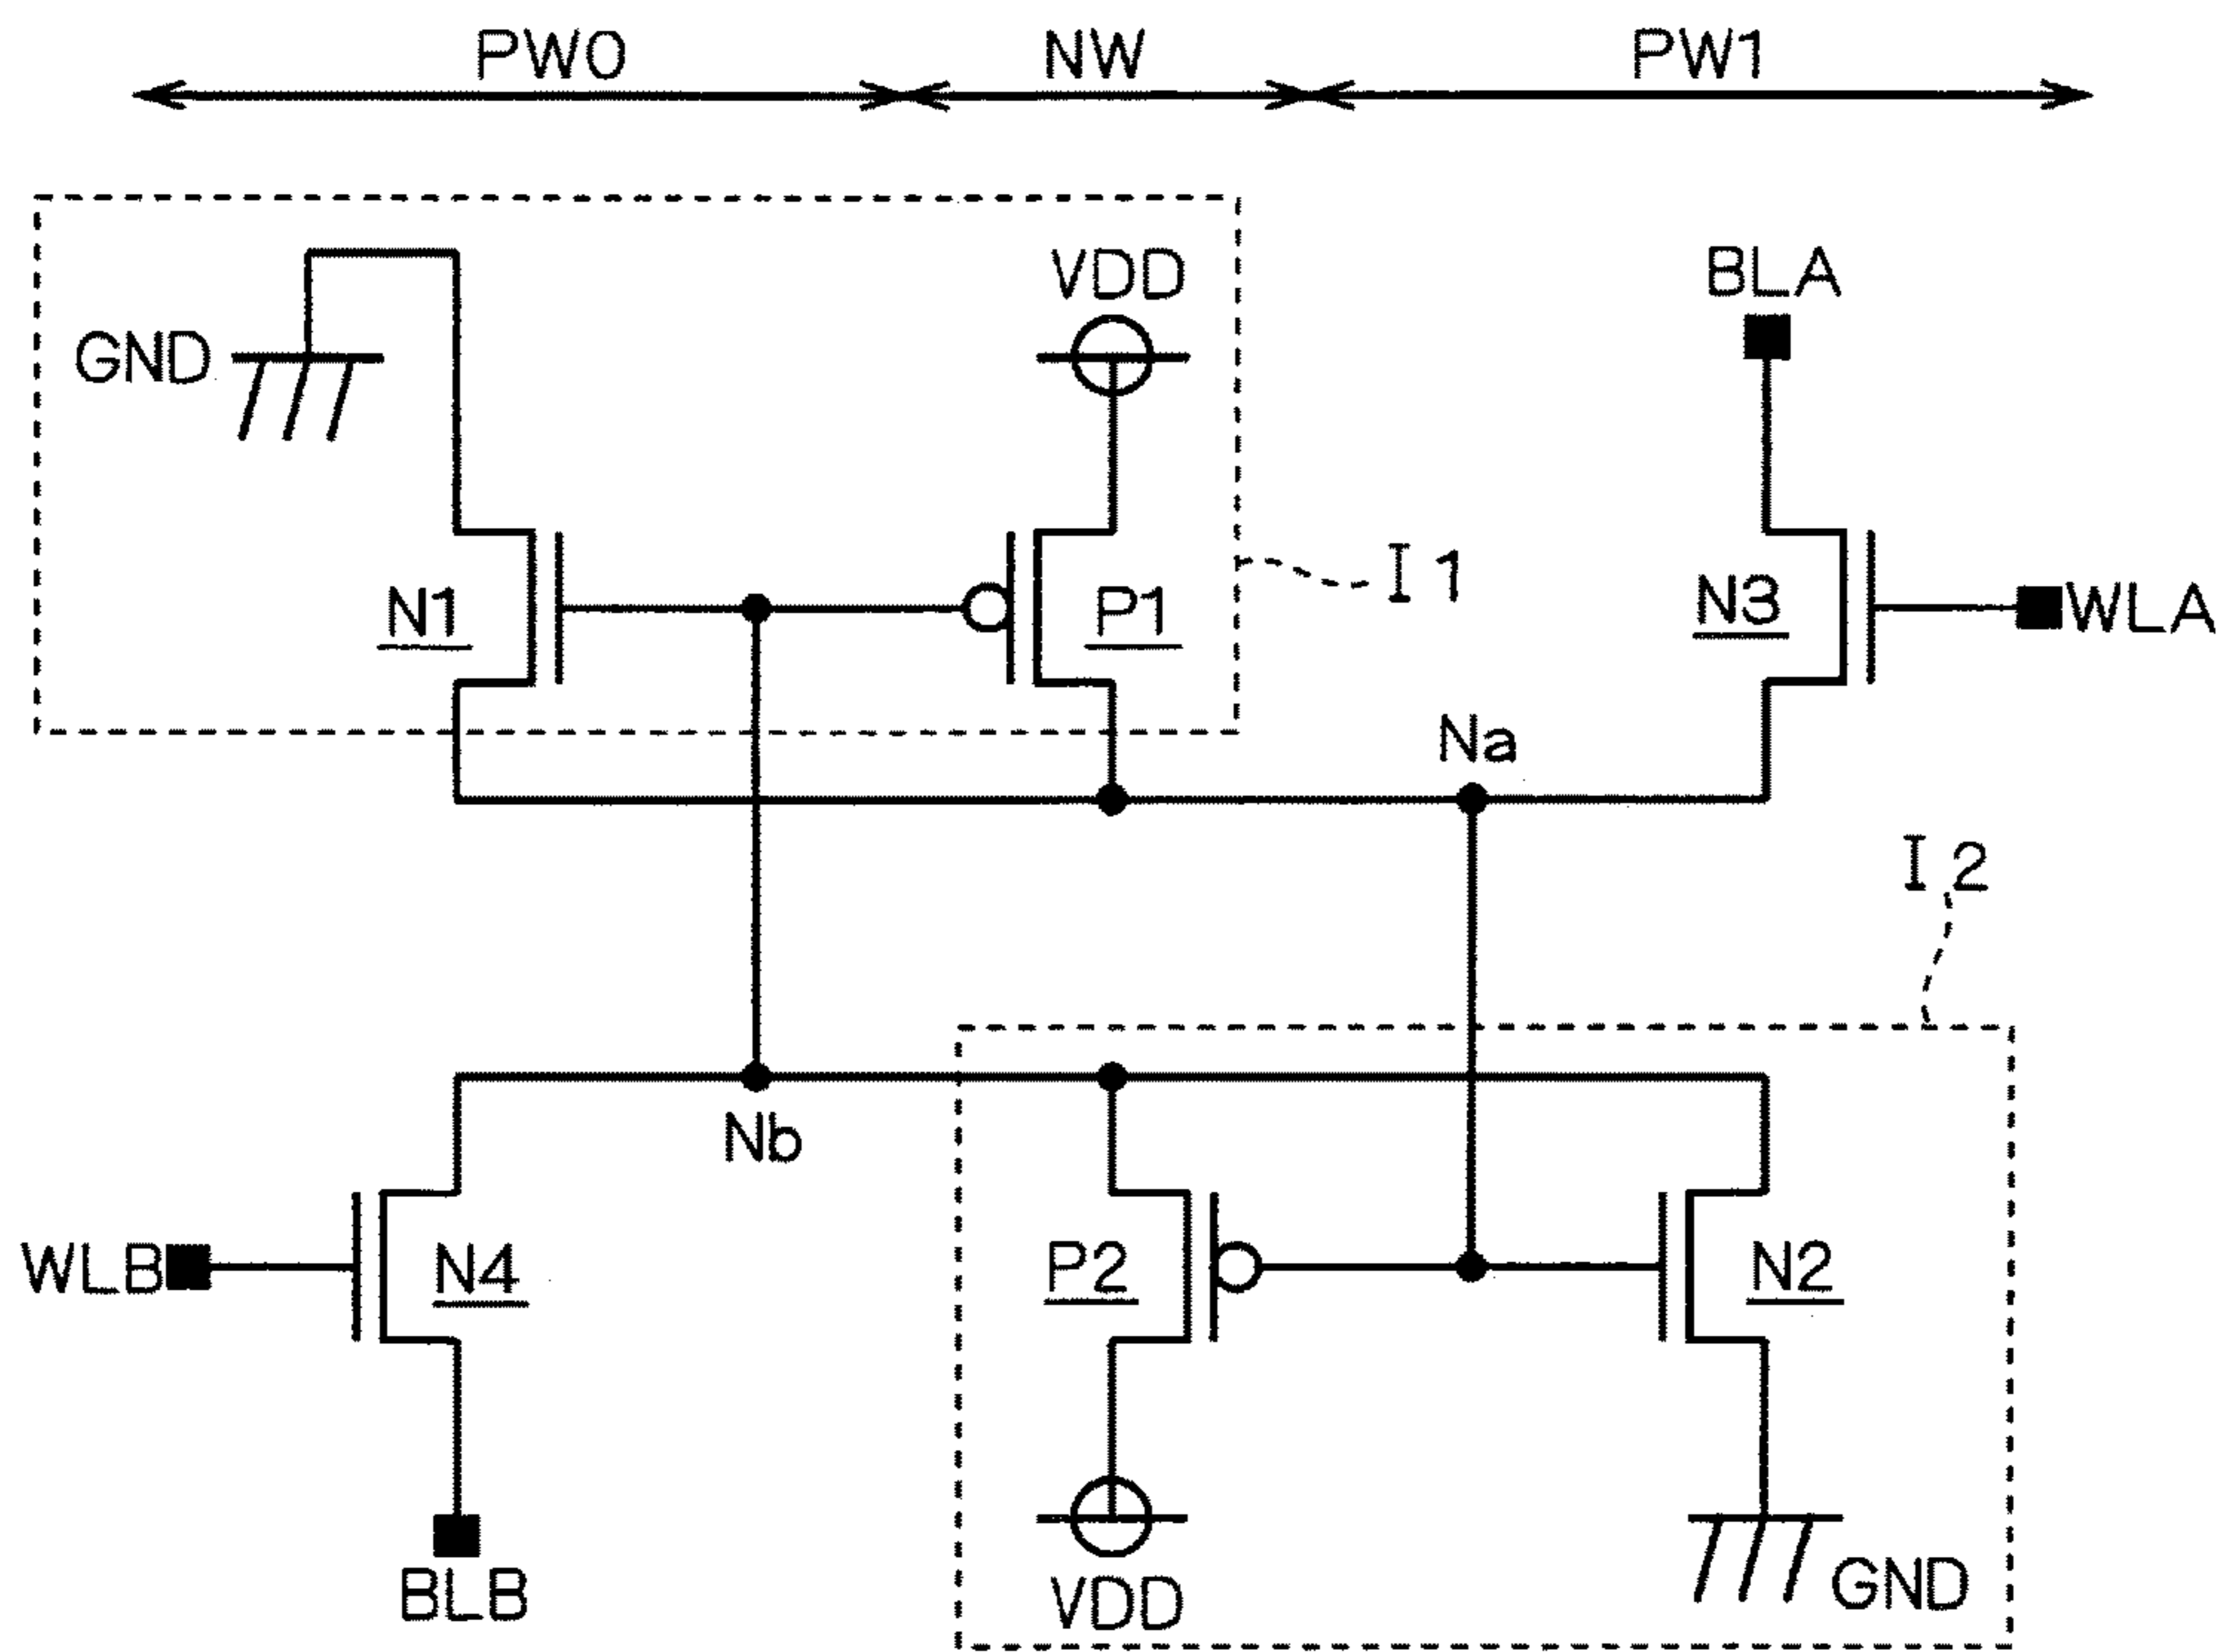 PW0 NW PW1
VDD
BLA
GND
I1
N1
P1
N3
WLA
Na
I2
Nb
WLB
N4
P2
N2
BLB
VDD
GND